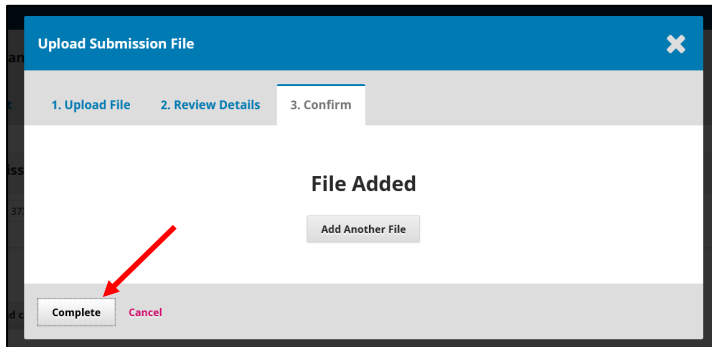 Upload Submission File
1. Upload File 2. Review Details 3. Confirm
File Added
Add Another File
Complete Cancel